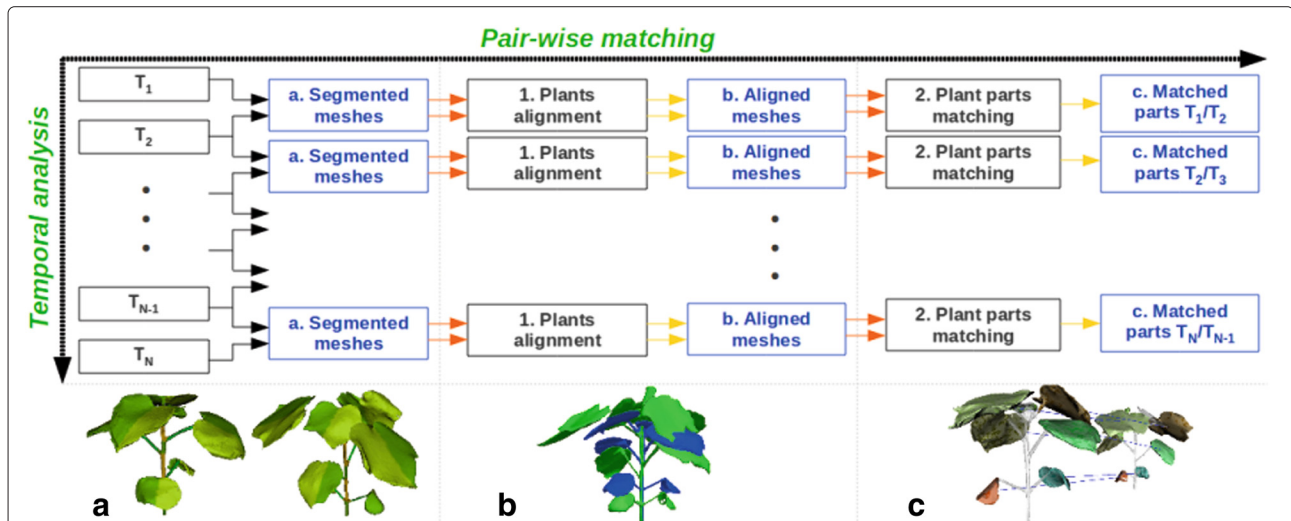 Pair-wise matching
Temporal analysis
T1
T2
TN-1
TN
a. Segmented
meshes
1. Plants
alignment
b. Aligned
meshes
2. Plant parts
matching
c. Matched
parts T1/T2
a. Segmented
meshes
1. Plants
alignment
b. Aligned
meshes
2. Plant parts
matching
c. Matched
parts T2/T3
a. Segmented
meshes
1. Plants
alignment
b. Aligned
meshes
2. Plant parts
matching
c. Matched
parts TN/TN-1
a
b
c